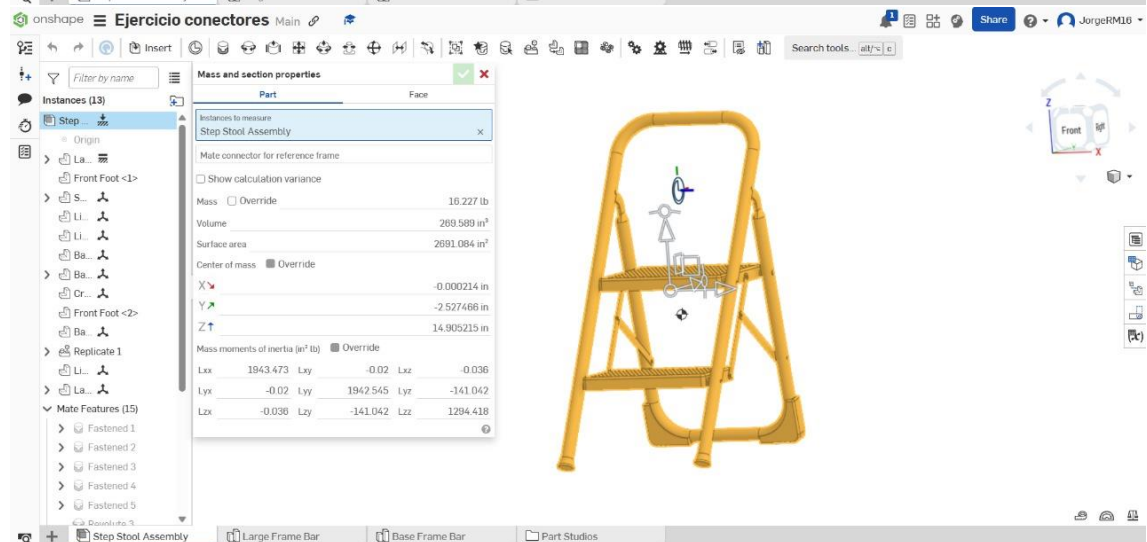 onshape Ejercicio conectores Main
1 Share JorgeRM16
Insert Search tools... alt/⌥ c
Filter by name
Instances (13)
Step ...
Origin
La...
Front Foot <1>
S...
Li...
Li...
Ba...
Ba...
Cr...
Front Foot <2>
Ba...
Replicate 1
Li...
La...
Mate Features (15)
Fastened 1
Fastened 2
Fastened 3
Fastened 4
Fastened 5
Revolute 3
Mass and section properties
Part Face
Instances to measure
Step Stool Assembly
Mate connector for reference frame
Show calculation variance
Mass Override 16.227 lb
Volume 269.589 in³
Surface area 2691.084 in²
Center of mass Override
X -0.000214 in
Y -2.527466 in
Z -14.905215 in
Mass moments of inertia (in² lb) Override
Lxx 1943.473 Lxy -0.02 Lxz -0.036
Lyx -0.02 Lyy 1942.545 Lyz -141.042
Lzx -0.036 Lzy -141.042 Lzz 1294.418
Z
Front Right
X
Step Stool Assembly Large Frame Bar Base Frame Bar Part Studios